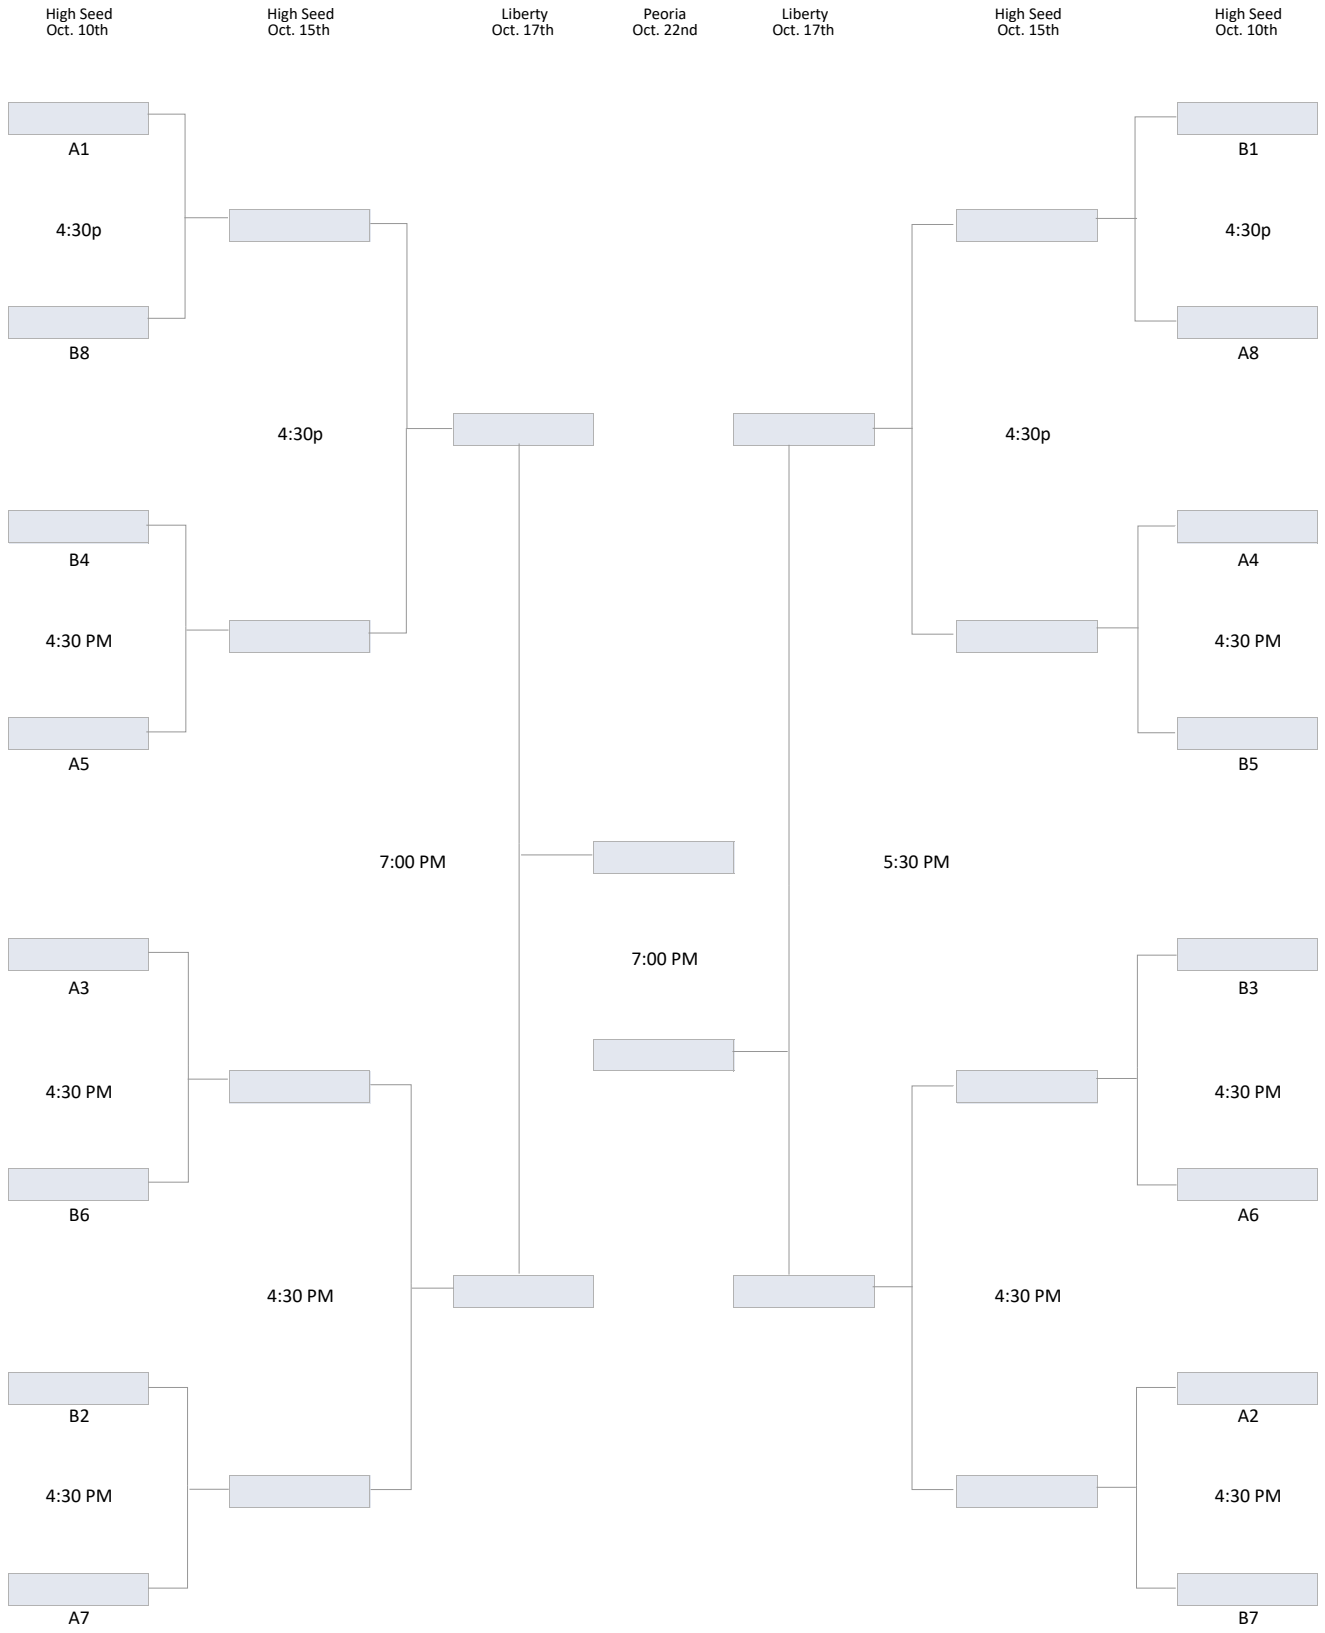 High Seed
Oct. 10th
High Seed
Oct. 15th
Liberty
Oct. 17th
Peoria
Oct. 22nd
Liberty
Oct. 17th
High Seed
Oct. 15th
High Seed
Oct. 10th
A1
B1
4:30p
4:30p
B8
A8
4:30p
4:30p
B4
A4
4:30 PM
4:30 PM
A5
B5
7:00 PM
5:30 PM
7:00 PM
A3
B3
4:30 PM
4:30 PM
B6
A6
4:30 PM
4:30 PM
B2
A2
4:30 PM
4:30 PM
A7
B7